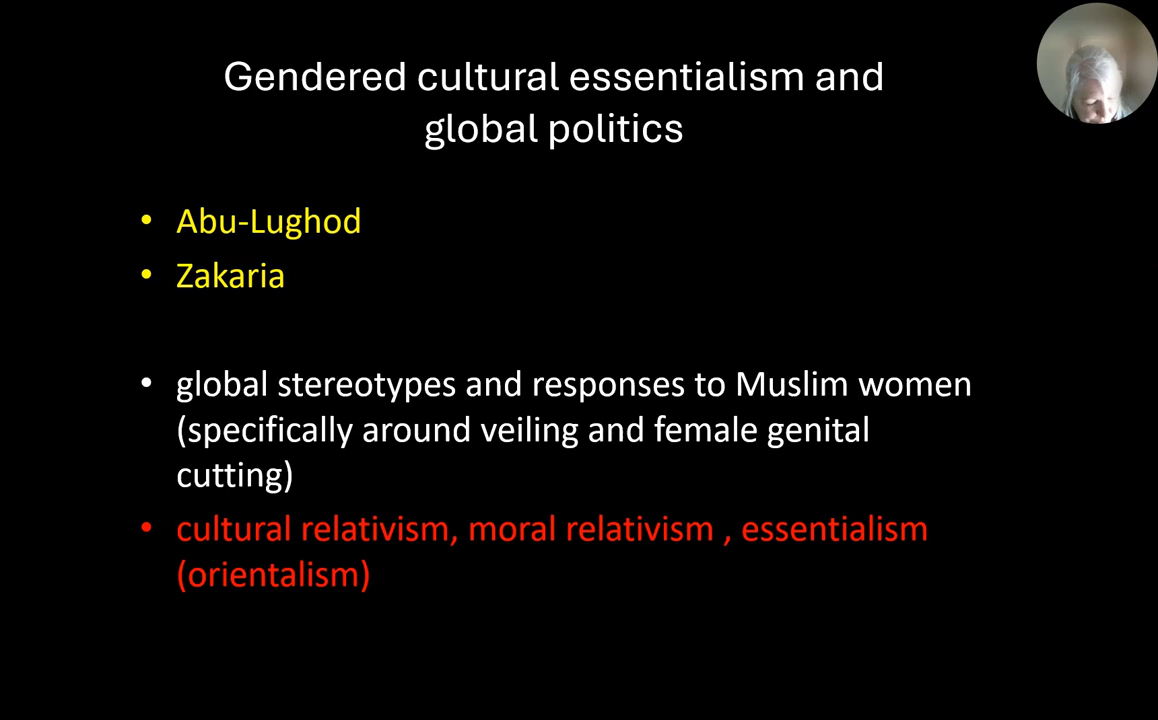 Gendered cultural essentialism and
global politics
• Abu-Lughod
• Zakaria
• global stereotypes and responses to Muslim women
(specifically around veiling and female genital
cutting)
• cultural relativism, moral relativism , essentialism
(orientalism)